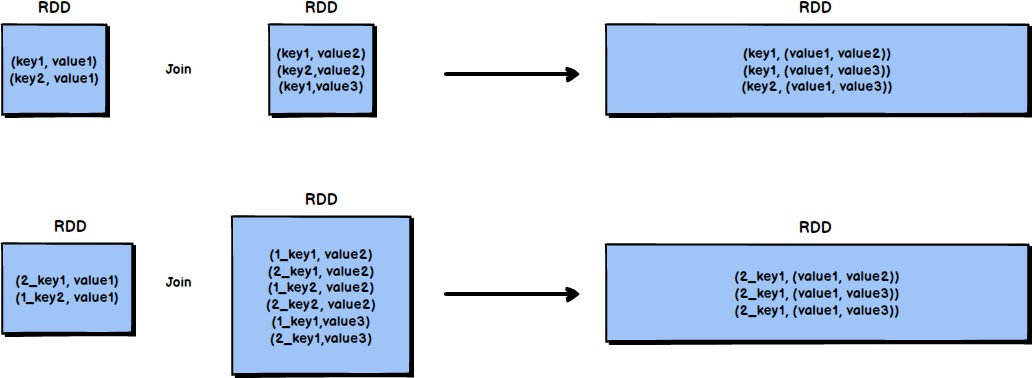 RDD
(key1, value1)
(key2, value1)
Join
RDD
(key1, value2)
(key2,value2)
(key1,value3)
RDD
(key1, (value1, value2))
(key1, (value1, value3))
(key2, (value1, value3))
RDD
(2_key1, value1)
(1_key2, value1)
Join
RDD
(1_key1, value2)
(2_key1, value2)
(1_key2, value2)
(2_key2, value2)
(1_key1,value3)
(2_key1,value3)
RDD
(2_key1, (value1, value2))
(2_key1, (value1, value3))
(2_key1, (value1, value3))